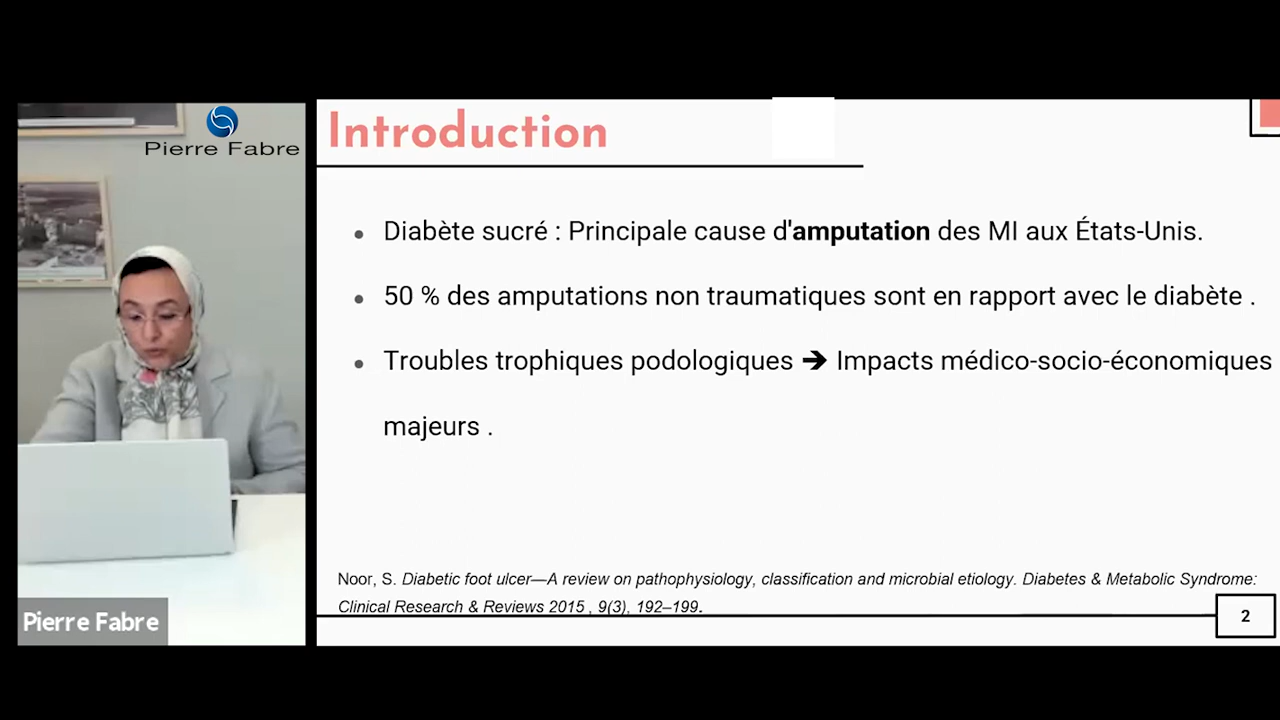 Pierre Fabre
Introduction
Diabète sucré : Principale cause d'amputation des MI aux États-Unis.
50 % des amputations non traumatiques sont en rapport avec le diabète .
Troubles trophiques podologiques ➔ Impacts médico-socio-économiques
majeurs .
Noor, S. Diabetic foot ulcer—A review on pathophysiology, classification and microbial etiology. Diabetes & Metabolic Syndrome:
Clinical Research & Reviews 2015 , 9(3), 192–199.
2
Pierre Fabre